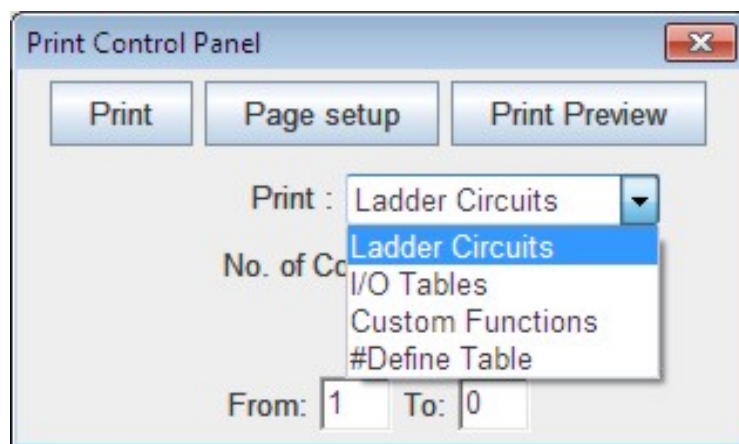 Print Control Panel
Print Page setup Print Preview
Print : Ladder Circuits
Ladder Circuits
No. of
I/O Tables
Custom Functions
#Define Table
From: 1 To: 0